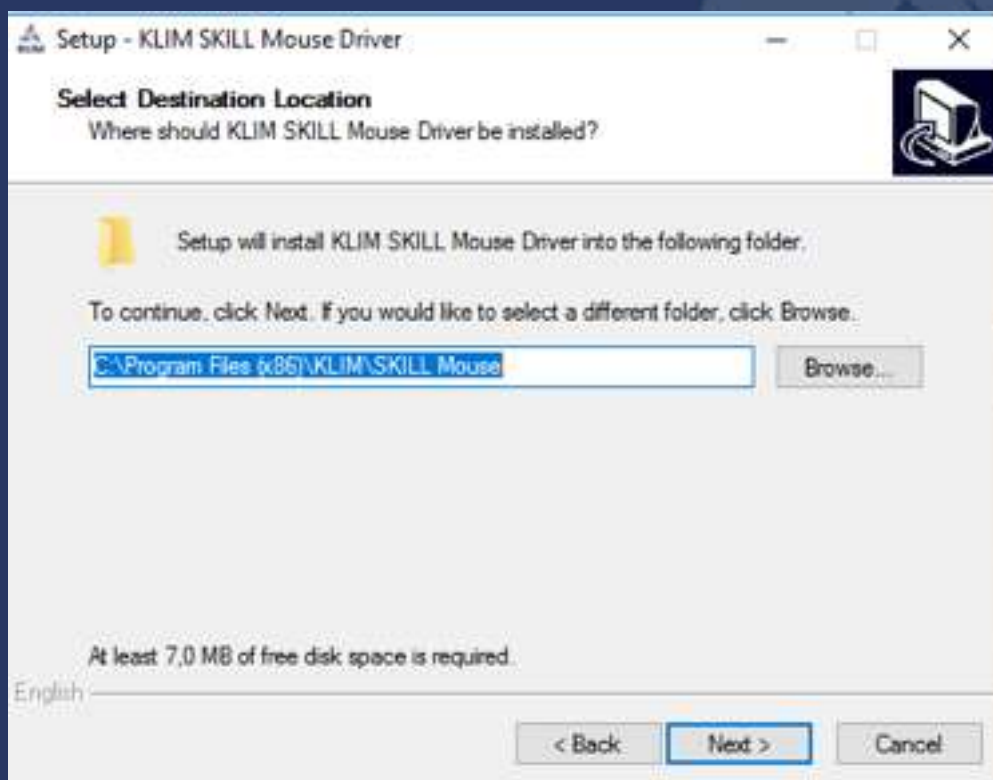 Setup - KLIM SKILL Mouse Driver
Select Destination Location
Where should KLIM SKILL Mouse Driver be installed?
Setup will install KLIM SKILL Mouse Driver into the following folder.
To continue, click Next. If you would like to select a different folder, click Browse.
C:\Program Files (x86)\KLIM\SKILL Mouse
Browse...
At least 7,0 MB of free disk space is required.
English
< Back
Next >
Cancel